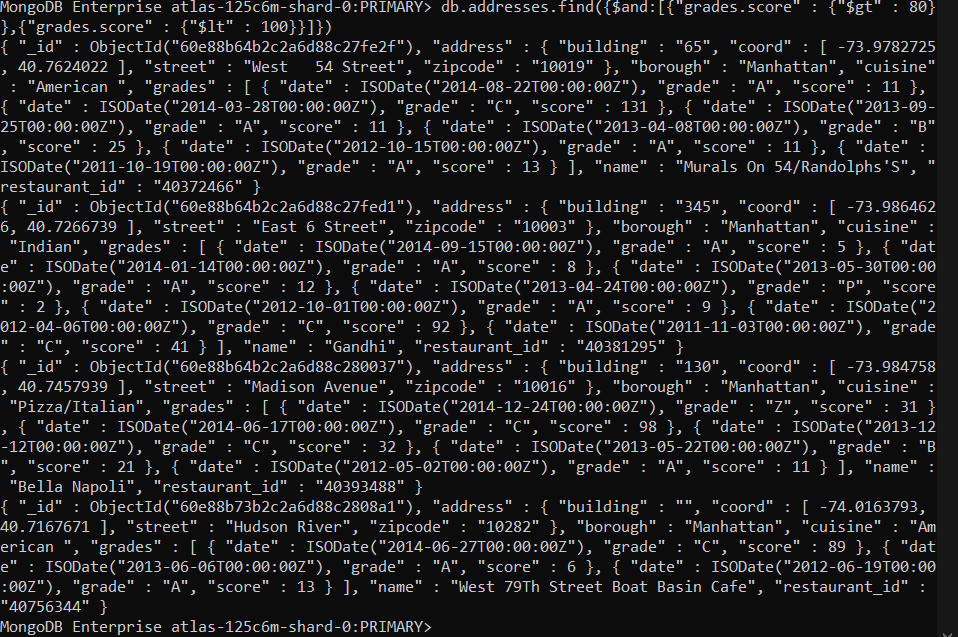 MongoDB Enterprise atlas-125c6m-shard-0:PRIMARY> db.addresses.find({$and:[{"grades.score" : {"$gt" : 80}
},{"grades.score" : {"$lt" : 100}}]})
{ "_id" : ObjectId("60e88b64b2c2a6d88c27fe2f"), "address" : { "building" : "65", "coord" : [ -73.9782725
, 40.7624022 ], "street" : "West   54 Street", "zipcode" : "10019" }, "borough" : "Manhattan", "cuisine"
 : "American ", "grades" : [ { "date" : ISODate("2014-08-22T00:00:00Z"), "grade" : "A", "score" : 11 },
{ "date" : ISODate("2014-03-28T00:00:00Z"), "grade" : "C", "score" : 131 }, { "date" : ISODate("2013-09-
25T00:00:00Z"), "grade" : "A", "score" : 11 }, { "date" : ISODate("2013-04-08T00:00:00Z"), "grade" : "B"
, "score" : 25 }, { "date" : ISODate("2012-10-15T00:00:00Z"), "grade" : "A", "score" : 11 }, { "date" :
ISODate("2011-10-19T00:00:00Z"), "grade" : "A", "score" : 13 } ], "name" : "Murals On 54/Randolphs'S", "
restaurant_id" : "40372466" }
{ "_id" : ObjectId("60e88b64b2c2a6d88c27fed1"), "address" : { "building" : "345", "coord" : [ -73.986462
6, 40.7266739 ], "street" : "East 6 Street", "zipcode" : "10003" }, "borough" : "Manhattan", "cuisine" :
 "Indian", "grades" : [ { "date" : ISODate("2014-09-15T00:00:00Z"), "grade" : "A", "score" : 5 }, { "dat
e" : ISODate("2014-01-14T00:00:00Z"), "grade" : "A", "score" : 8 }, { "date" : ISODate("2013-05-30T00:00
:00Z"), "grade" : "A", "score" : 12 }, { "date" : ISODate("2013-04-24T00:00:00Z"), "grade" : "P", "score
" : 2 }, { "date" : ISODate("2012-10-01T00:00:00Z"), "grade" : "A", "score" : 9 }, { "date" : ISODate("2
012-04-06T00:00:00Z"), "grade" : "C", "score" : 92 }, { "date" : ISODate("2011-11-03T00:00:00Z"), "grade
" : "C", "score" : 41 } ], "name" : "Gandhi", "restaurant_id" : "40381295" }
{ "_id" : ObjectId("60e88b64b2c2a6d88c280037"), "address" : { "building" : "130", "coord" : [ -73.984758
, 40.7457939 ], "street" : "Madison Avenue", "zipcode" : "10016" }, "borough" : "Manhattan", "cuisine" :
 "Pizza/Italian", "grades" : [ { "date" : ISODate("2014-12-24T00:00:00Z"), "grade" : "Z", "score" : 31 }
, { "date" : ISODate("2014-06-17T00:00:00Z"), "grade" : "C", "score" : 98 }, { "date" : ISODate("2013-12
-12T00:00:00Z"), "grade" : "C", "score" : 32 }, { "date" : ISODate("2013-05-22T00:00:00Z"), "grade" : "B
", "score" : 21 }, { "date" : ISODate("2012-05-02T00:00:00Z"), "grade" : "A", "score" : 11 } ], "name" :
 "Bella Napoli", "restaurant_id" : "40393488" }
{ "_id" : ObjectId("60e88b73b2c2a6d88c2808a1"), "address" : { "building" : "", "coord" : [ -74.0163793,
40.7167671 ], "street" : "Hudson River", "zipcode" : "10282" }, "borough" : "Manhattan", "cuisine" : "Am
erican ", "grades" : [ { "date" : ISODate("2014-06-27T00:00:00Z"), "grade" : "C", "score" : 89 }, { "dat
e" : ISODate("2013-06-06T00:00:00Z"), "grade" : "A", "score" : 6 }, { "date" : ISODate("2012-06-19T00:00
:00Z"), "grade" : "A", "score" : 13 } ], "name" : "West 79Th Street Boat Basin Cafe", "restaurant_id" :
"40756344" }
MongoDB Enterprise atlas-125c6m-shard-0:PRIMARY>